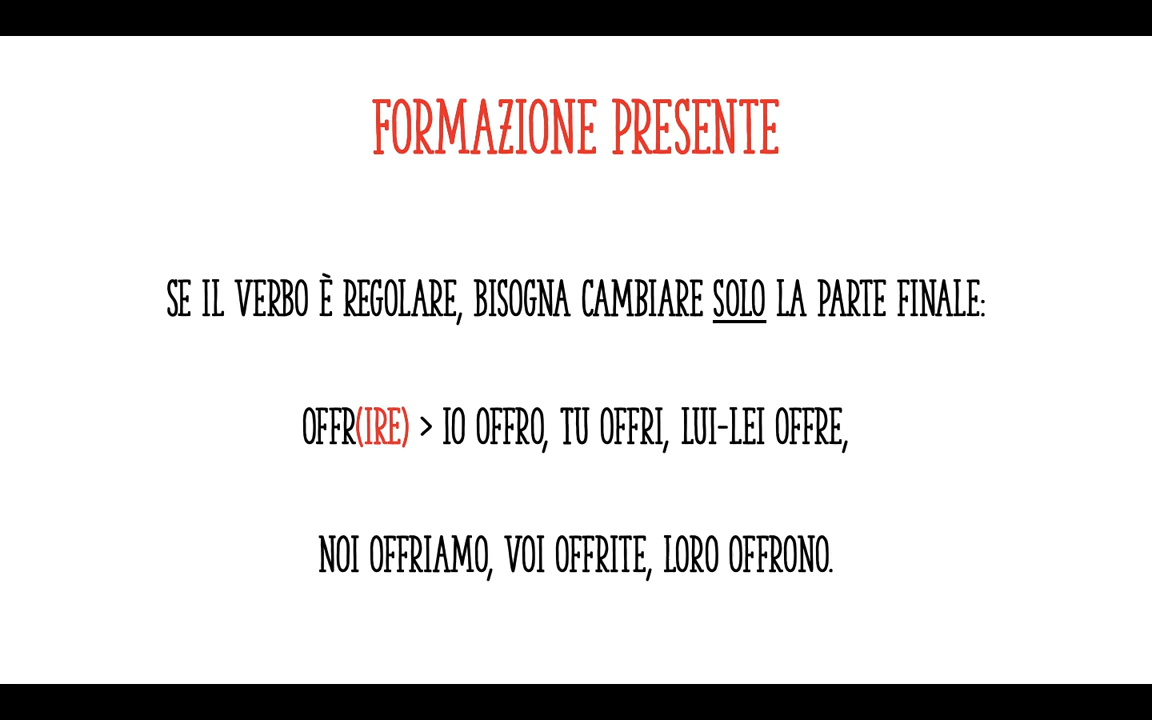 FORMAZIONE PRESENTE
SE IL VERBO È REGOLARE, BISOGNA CAMBIARE SOLO LA PARTE FINALE:
OFFR(IRE) > IO OFFRO, TU OFFRI, LUI-LEI OFFRE,
NOI OFFRIAMO, VOI OFFRITE, LORO OFFRONO.